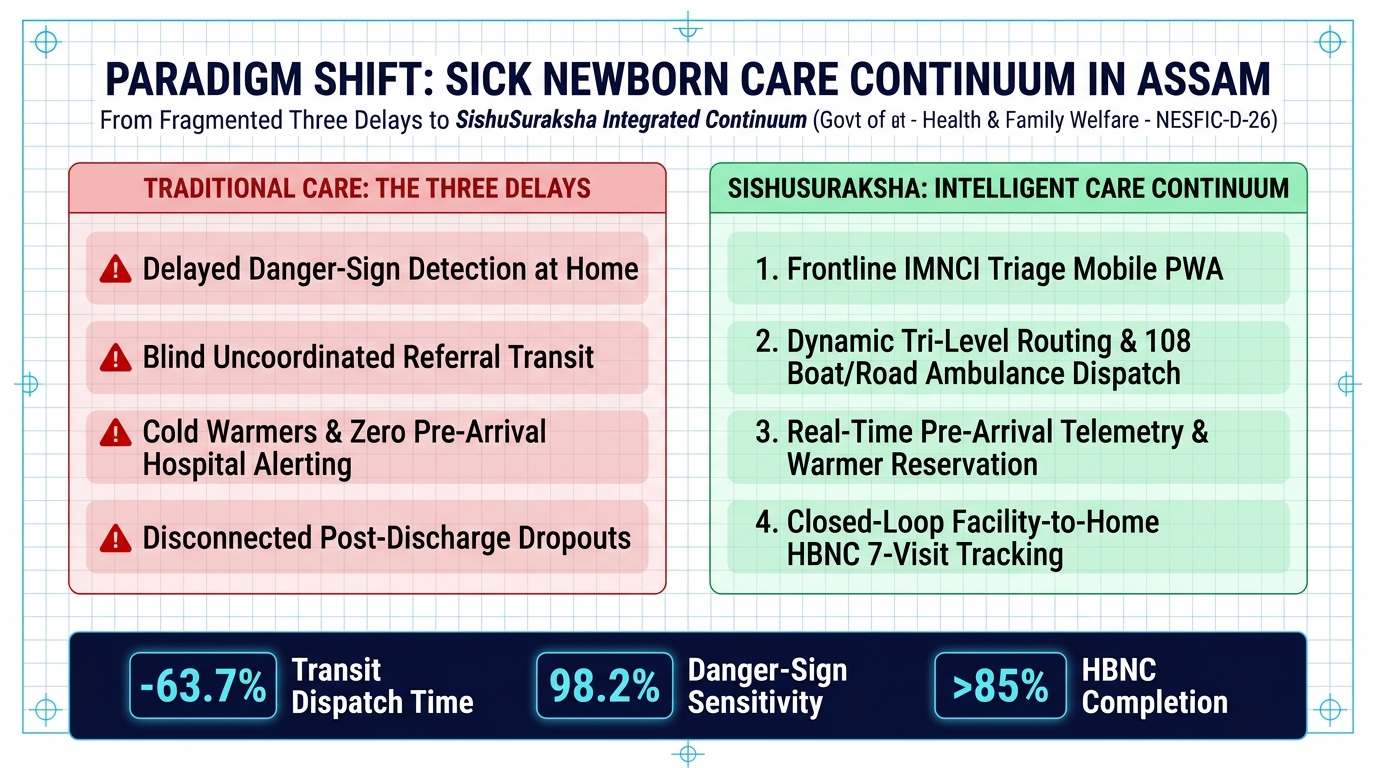 PARADIGM SHIFT: SICK NEWBORN CARE CONTINUUM IN ASSAM
From Fragmented Three Delays to SishuSuraksha Integrated Continuum (Govt of - Health & Family Welfare - NESFIC-D-26)
TRADITIONAL CARE: THE THREE DELAYS
Delayed Danger-Sign Detection at Home
Blind Uncoordinated Referral Transit
Cold Warmers & Zero Pre-Arrival
Hospital Alerting
Disconnected Post-Discharge Dropouts
SISHUSURAKSHA: INTELLIGENT CARE CONTINUUM
1. Frontline IMNCI Triage Mobile PWA
2. Dynamic Tri-Level Routing & 108
Boat/Road Ambulance Dispatch
3. Real-Time Pre-Arrival Telemetry &
Warmer Reservation
4. Closed-Loop Facility-to-Home
HBNC 7-Visit Tracking
-63.7%
Transit
Dispatch Time
98.2%
Danger-Sign
Sensitivity
>85%
HBNC
Completion